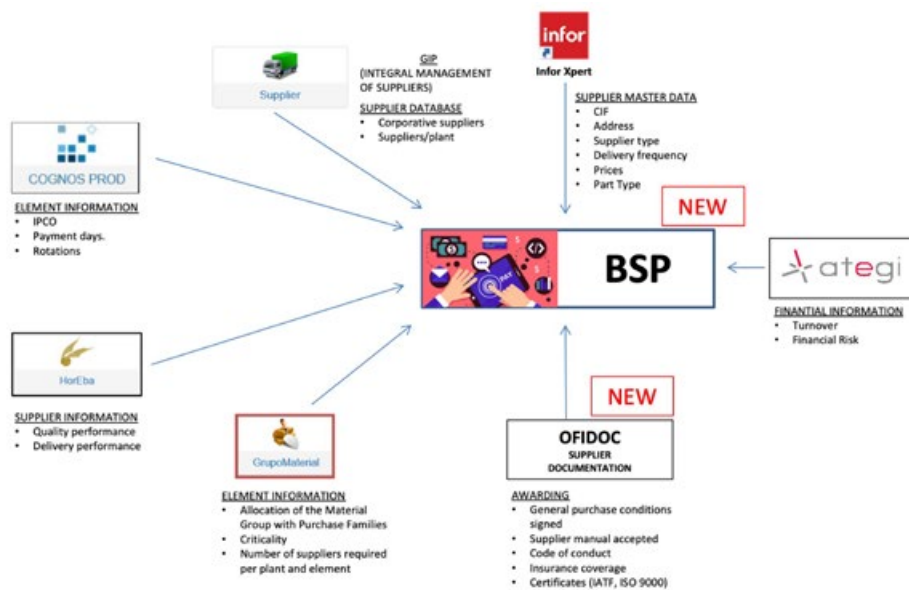 Supplier
GIP
(INTEGRAL MANAGEMENT
OF SUPPLIERS)
SUPPLIER DATABASE
• Corporative suppliers
• Suppliers/plant
infor
Infor Xpert
SUPPLIER MASTER DATA
• CIF
• Address
• Supplier type
• Delivery frequency
• Prices
• Part Type
COGNOS PROD
ELEMENT INFORMATION
• IPCO
• Payment days.
• Rotations
NEW
PAY
BSP
ategi
FINANTIAL INFORMATION
• Turnover
• Financial Risk
HorEba
SUPPLIER INFORMATION
• Quality performance
• Delivery performance
GrupoMaterial
ELEMENT INFORMATION
• Allocation of the Material
Group with Purchase Families
• Criticality
• Number of suppliers required
per plant and element
NEW
OFIDOC
SUPPLIER
DOCUMENTATION
AWARDING
• General purchase conditions
signed
• Supplier manual accepted
• Code of conduct
• Insurance coverage
• Certificates (IATF, ISO 9000)